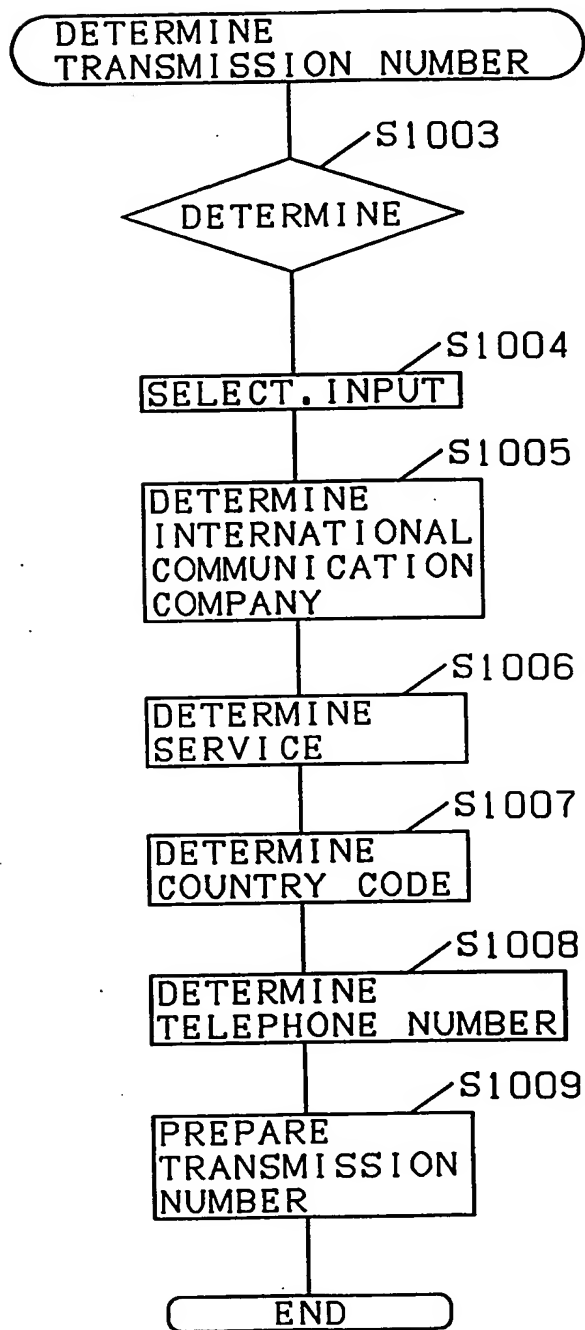 DETERMINE
TRANSMISSION NUMBER
S1003
DETERMINE
S1004
SELECT.INPUT
S1005
DETERMINE
INTERNATIONAL
COMMUNICATION
COMPANY
S1006
DETERMINE
SERVICE
S1007
DETERMINE
COUNTRY CODE
S1008
DETERMINE
TELEPHONE NUMBER
S1009
PREPARE
TRANSMISSION
NUMBER
END